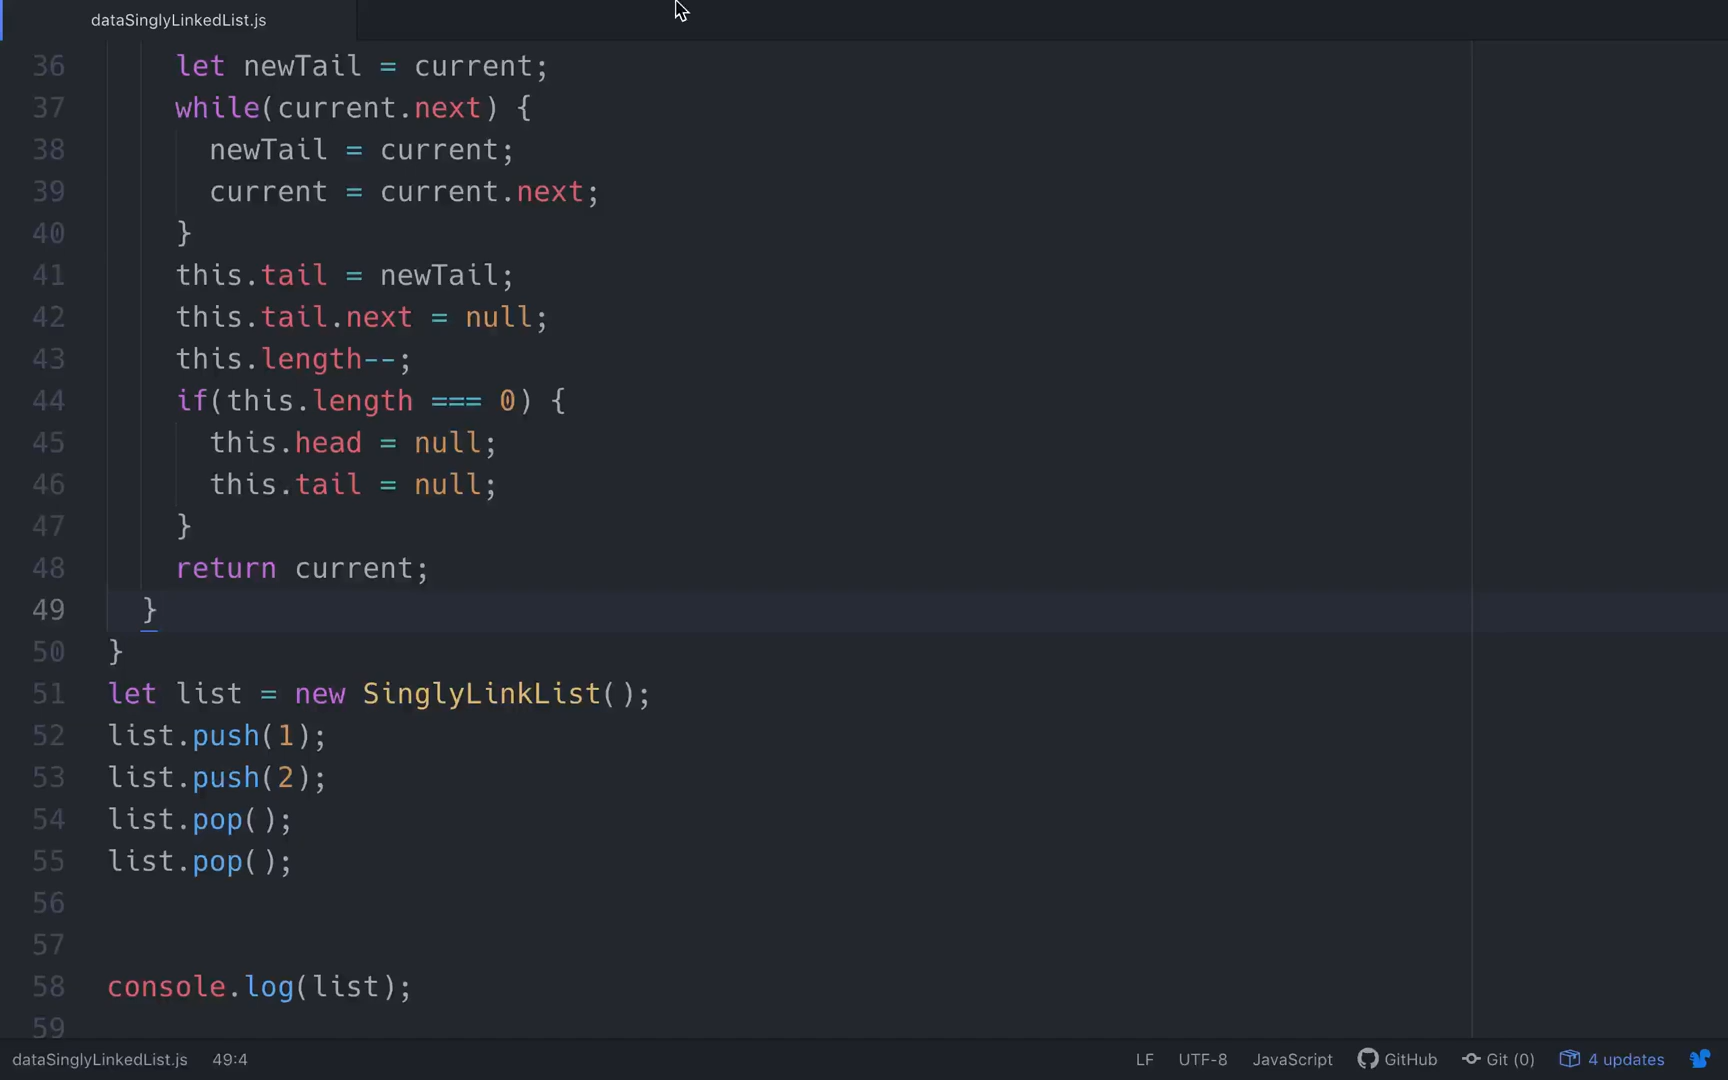 dataSinglyLinkedList.js
36 let newTail = current;
37 while(current.next) {
38 newTail = current;
39 current = current.next;
40 }
41 this.tail = newTail;
42 this.tail.next = null;
43 this.length--;
44 if(this.length === 0) {
45 this.head = null;
46 this.tail = null;
47 }
48 return current;
49 }
50 }
51 let list = new SinglyLinkList();
52 list.push(1);
53 list.push(2);
54 list.pop();
55 list.pop();
56
57
58 console.log(list);
59
dataSinglyLinkedList.js 49:4 LF UTF-8 JavaScript GitHub Git (0) 4 updates